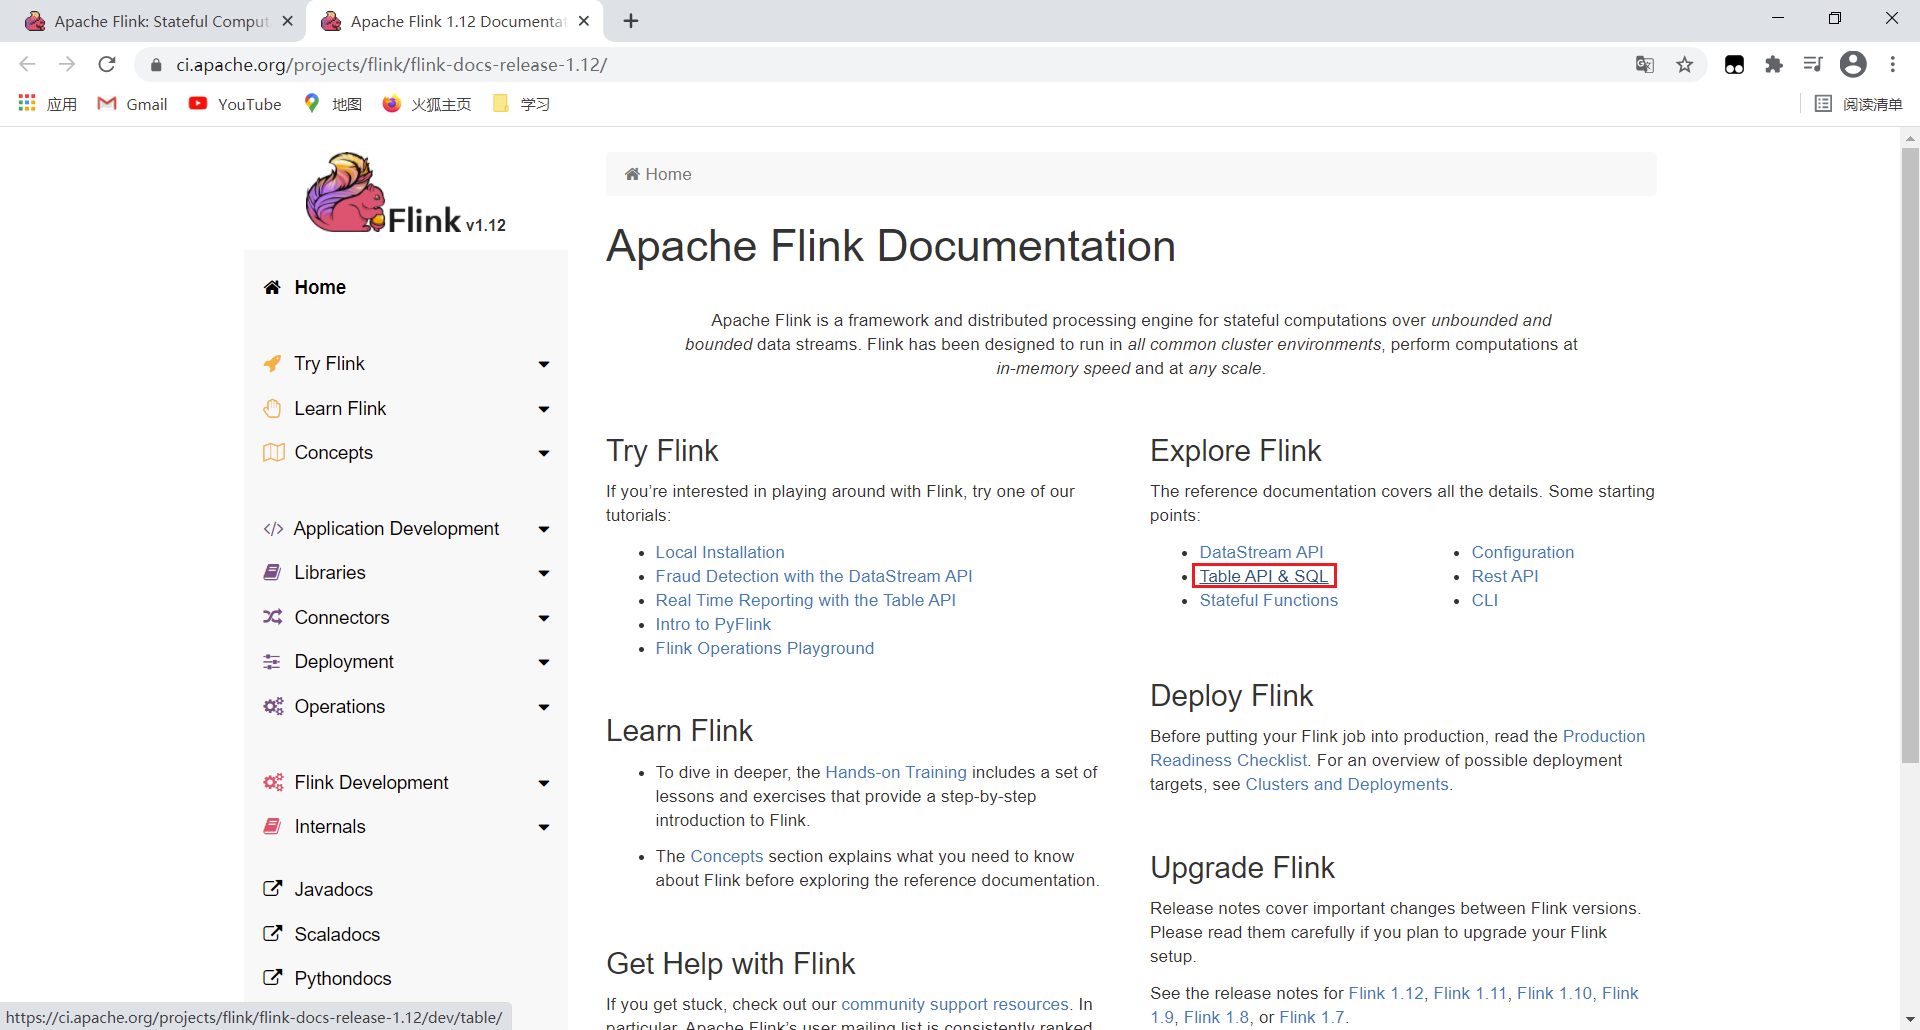 Apache Flink: Stateful Comput
Apache Flink 1.12 Documentat
ci.apache.org/projects/flink/flink-docs-release-1.12/
应用
Gmail
YouTube
地图
火狐主页
学习
阅读清单
Flink v1.12
Home
Try Flink
Learn Flink
Concepts
Application Development
Libraries
Connectors
Deployment
Operations
Flink Development
Internals
Javadocs
Scaladocs
Pythondocs
Home
Apache Flink Documentation
Apache Flink is a framework and distributed processing engine for stateful computations over unbounded and
bounded data streams. Flink has been designed to run in all common cluster environments, perform computations at
in-memory speed and at any scale.
Try Flink
If you’re interested in playing around with Flink, try one of our
tutorials:
Local Installation
Fraud Detection with the DataStream API
Real Time Reporting with the Table API
Intro to PyFlink
Flink Operations Playground
Learn Flink
To dive in deeper, the Hands-on Training includes a set of
lessons and exercises that provide a step-by-step
introduction to Flink.
The Concepts section explains what you need to know
about Flink before exploring the reference documentation.
Get Help with Flink
If you get stuck, check out our community support resources. In
particular, Apache Flink’s user mailing list is consistently ranked
Explore Flink
The reference documentation covers all the details. Some starting
points:
DataStream API
Table API & SQL
Stateful Functions
Configuration
Rest API
CLI
Deploy Flink
Before putting your Flink job into production, read the Production
Readiness Checklist. For an overview of possible deployment
targets, see Clusters and Deployments.
Upgrade Flink
Release notes cover important changes between Flink versions.
Please read them carefully if you plan to upgrade your Flink
setup.
See the release notes for Flink 1.12, Flink 1.11, Flink 1.10, Flink
1.9, Flink 1.8, or Flink 1.7.
https://ci.apache.org/projects/flink/flink-docs-release-1.12/dev/table/